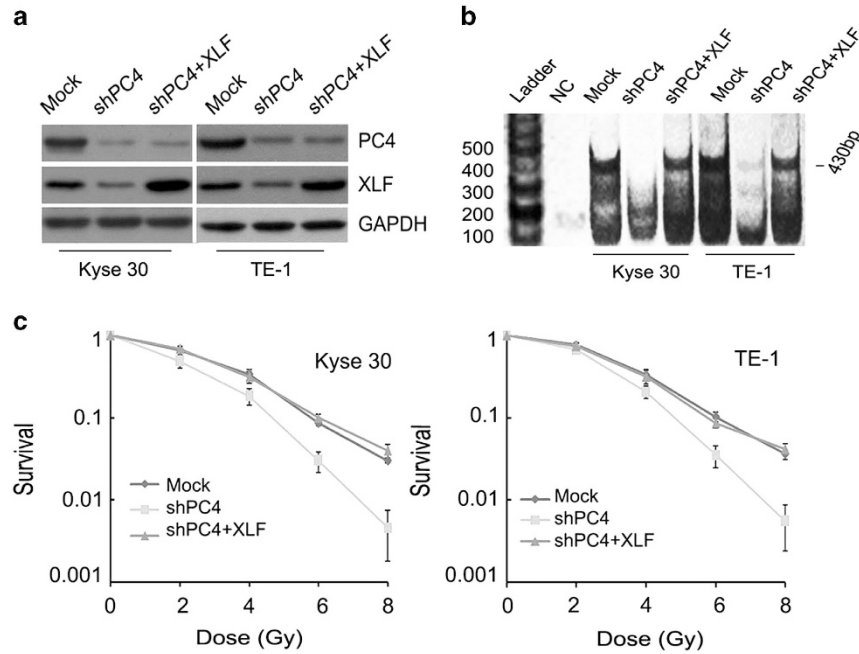 a
Mock
shPC4
shPC4+XLF
Mock
shPC4
shPC4+XLF
PC4
XLF
GAPDH
Kyse 30
TE-1
b
Ladder
NC
Mock
shPC4
shPC4+XLF
Mock
shPC4
shPC4+XLF
500
400
300
200
100
430bp
Kyse 30
TE-1
c
Kyse 30
1
0.1
0.01
0.001
Survival
Mock
shPC4
shPC4+XLF
0 2 4 6 8
Dose (Gy)
TE-1
1
0.1
0.01
0.001
Survival
Mock
shPC4
shPC4+XLF
0 2 4 6 8
Dose (Gy)